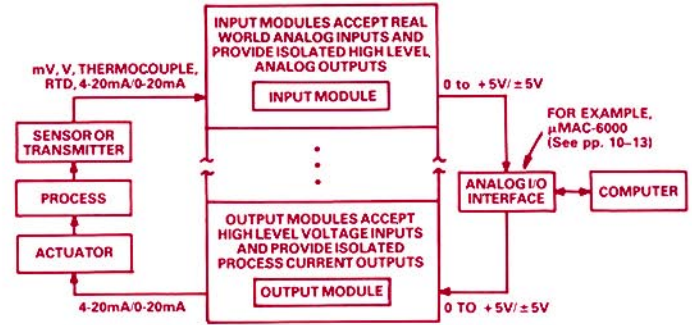 INPUT MODULES ACCEPT REAL
WORLD ANALOG INPUTS AND
PROVIDE ISOLATED HIGH LEVEL
ANALOG OUTPUTS
INPUT MODULE
mV, V, THERMOCOUPLE,
RTD, 4-20mA/0-20mA
0 to +5V/±5V
FOR EXAMPLE,
μMAC-6000
(See pp. 10–13)
SENSOR OR
TRANSMITTER
PROCESS
ACTUATOR
ANALOG I/O
INTERFACE
COMPUTER
OUTPUT MODULES ACCEPT
HIGH LEVEL VOLTAGE INPUTS
AND PROVIDE ISOLATED
PROCESS CURRENT OUTPUTS
OUTPUT MODULE
4-20mA/0-20mA
0 TO +5V/±5V